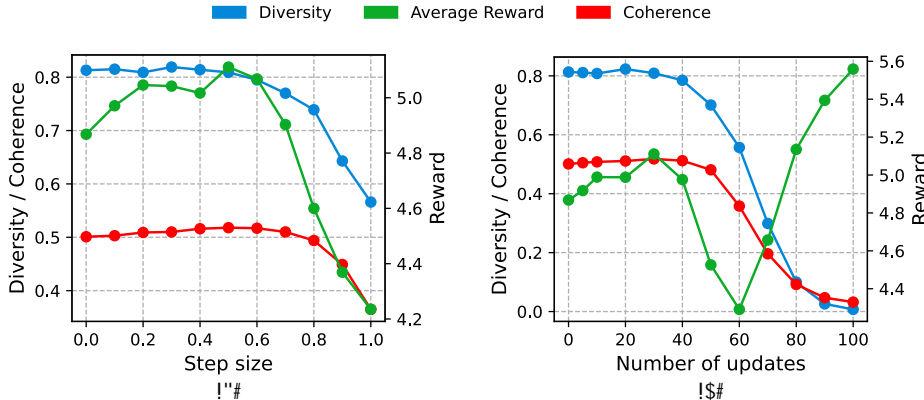 Diversity Average Reward Coherence
Diversity / Coherence
0.8
0.7
0.6
0.5
0.4
0.0 0.2 0.4 0.6 0.8 1.0
Step size
5.0
4.8
4.6
4.4
4.2
Reward
!"#
Diversity / Coherence
0.8
0.6
0.4
0.2
0.0
0 20 40 60 80 100
Number of updates
5.6
5.4
5.2
5.0
4.8
4.6
4.4
Reward
!$#